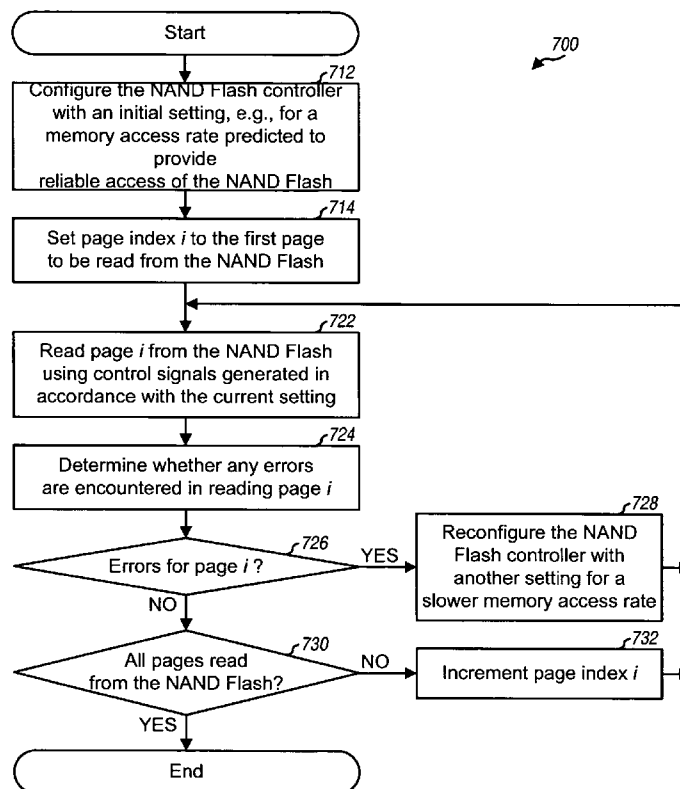 Start
700
712
Configure the NAND Flash controller
with an initial setting, e.g., for a
memory access rate predicted to
provide
reliable access of the NAND Flash
714
Set page index i to the first page
to be read from the NAND Flash
722
Read page i from the NAND Flash
using control signals generated in
accordance with the current setting
724
Determine whether any errors
are encountered in reading page i
726
Errors for page i ?
YES
NO
728
Reconfigure the NAND
Flash controller with
another setting for a
slower memory access rate
730
All pages read
from the NAND Flash?
NO
YES
732
Increment page index i
End